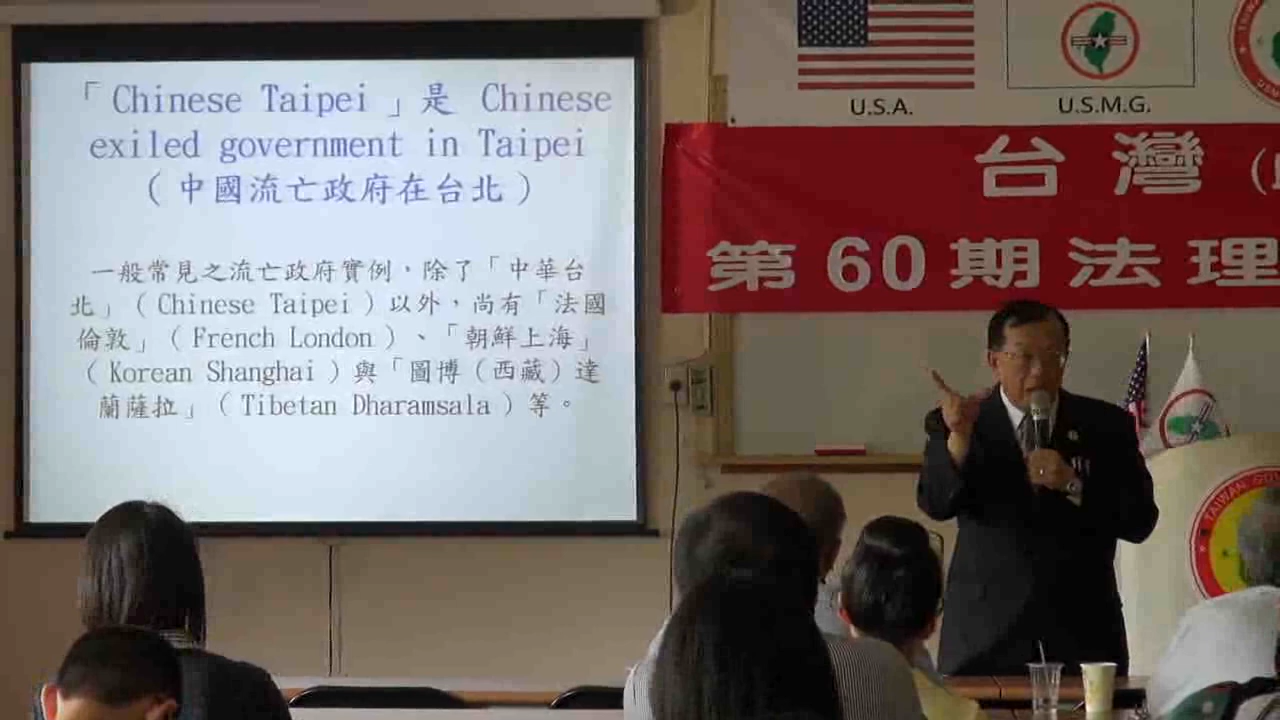 「Chinese Taipei」是 Chinese
exiled government in Taipei
(中國流亡政府在台北)
一般常見之流亡政府實例,除了「中華台
北」(Chinese Taipei)以外,尚有「法國
倫敦」(French London)、「朝鮮上海」
(Korean Shanghai)與「圖博(西藏)達
蘭薩拉」(Tibetan Dharamsala)等。
U.S.A.
U.S.M.G.
台灣
第60期法理
TAIWAN